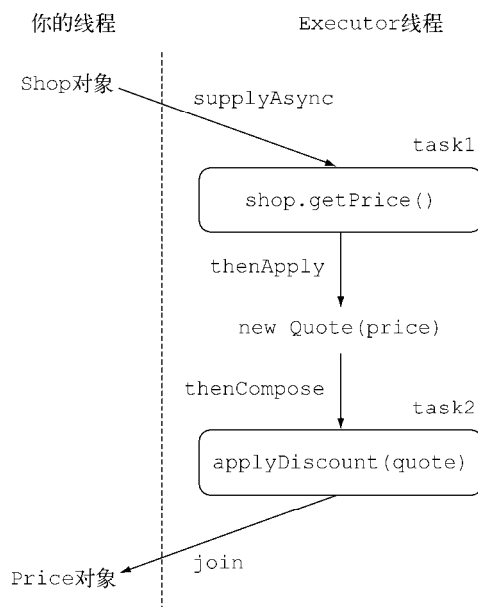 你的线程
Executor线程
Shop对象
supplyAsync
task1
shop.getPrice()
thenApply
new Quote(price)
thenCompose
task2
applyDiscount(quote)
join
Price对象